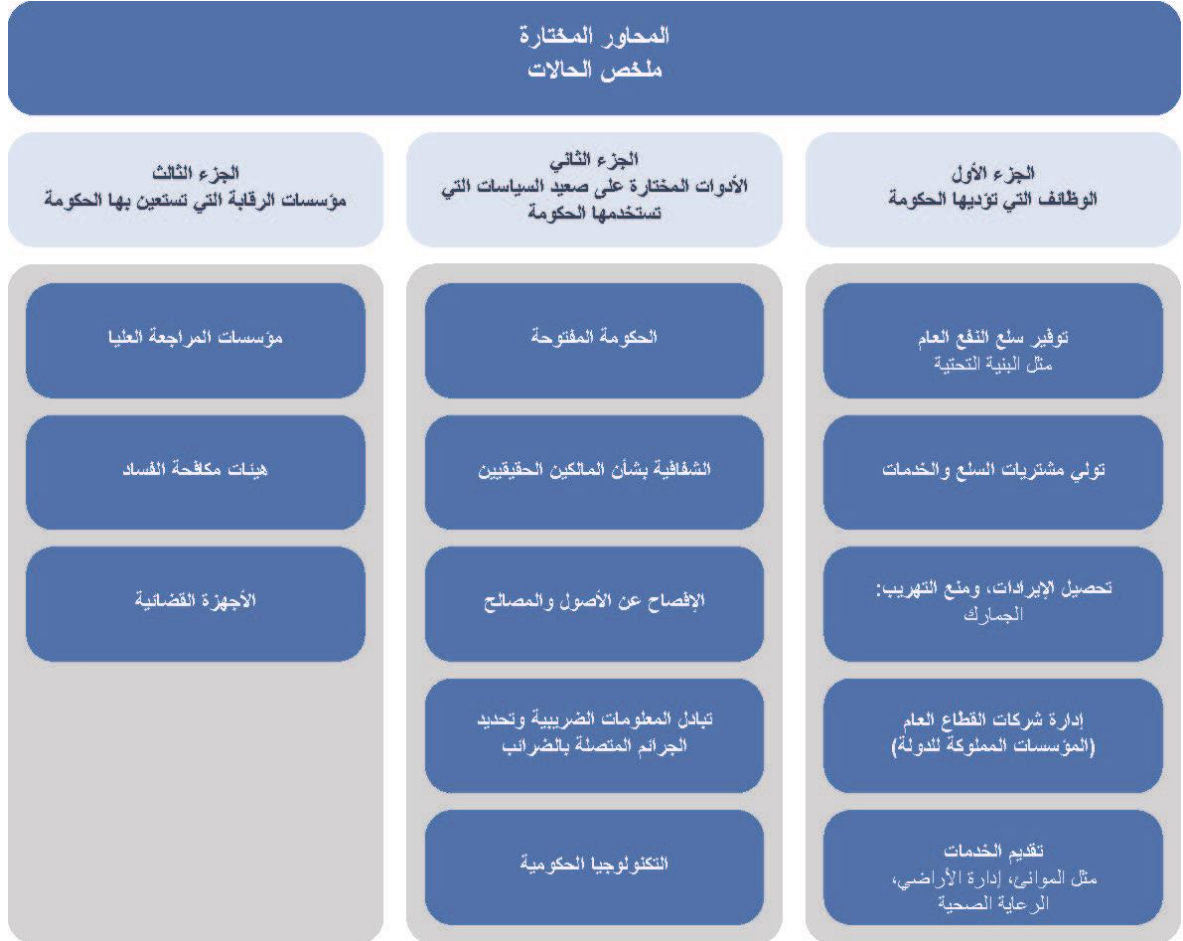 المحاور المختارة
ملخص الحالات
الجزء الأول
الوظائف التي تؤديها الحكومة
توفير سلع النفع العام
مثل البنية التحتية
تولي مشتريات السلع والخدمات
تحصيل الإيرادات، ومنع التهريب:
الجمارك
إدارة شركات القطاع العام
(المؤسسات المملوكة للدولة)
تقديم الخدمات
مثل الموانئ، إدارة الأراضي،
الرعاية الصحية
الجزء الثاني
الأدوات المختارة على صعيد السياسات التي
تستخدمها الحكومة
الحكومة المفتوحة
الشفافية بشأن المالكين الحقيقيين
الإفصاح عن الأصول والمصالح
تبادل المعلومات الضريبية وتحديد
الجرائم المتصلة بالضرائب
التكنولوجيا الحكومية
الجزء الثالث
مؤسسات الرقابة التي تستعين بها الحكومة
مؤسسات المراجعة العليا
هيئات مكافحة الفساد
الأجهزة القضائية